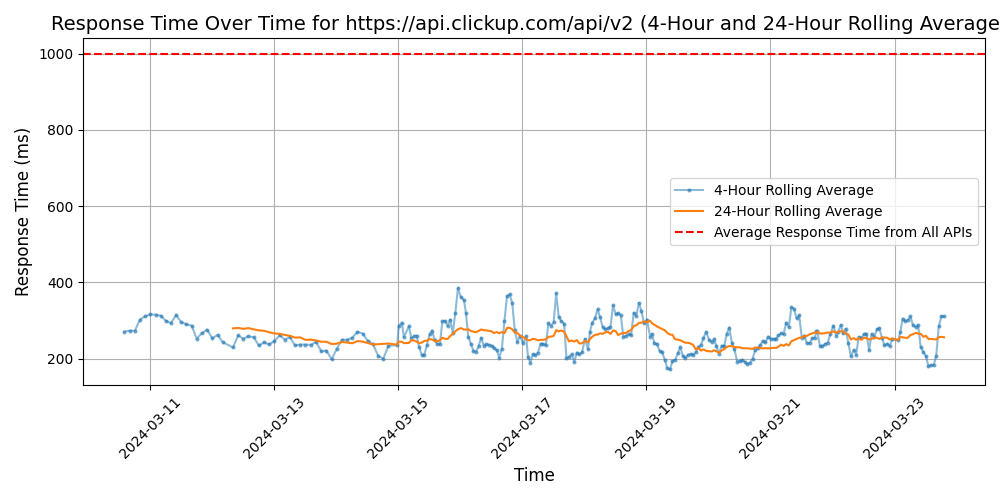 Response Time Over Time for https://api.clickup.com/api/v2 (4-Hour and 24-Hour Rolling Average
1000
800
600
400
200
Response Time (ms)
4-Hour Rolling Average
24-Hour Rolling Average
Average Response Time from All APIs
2024-03-11
2024-03-13
2024-03-15
2024-03-17
2024-03-19
2024-03-21
2024-03-23
Time